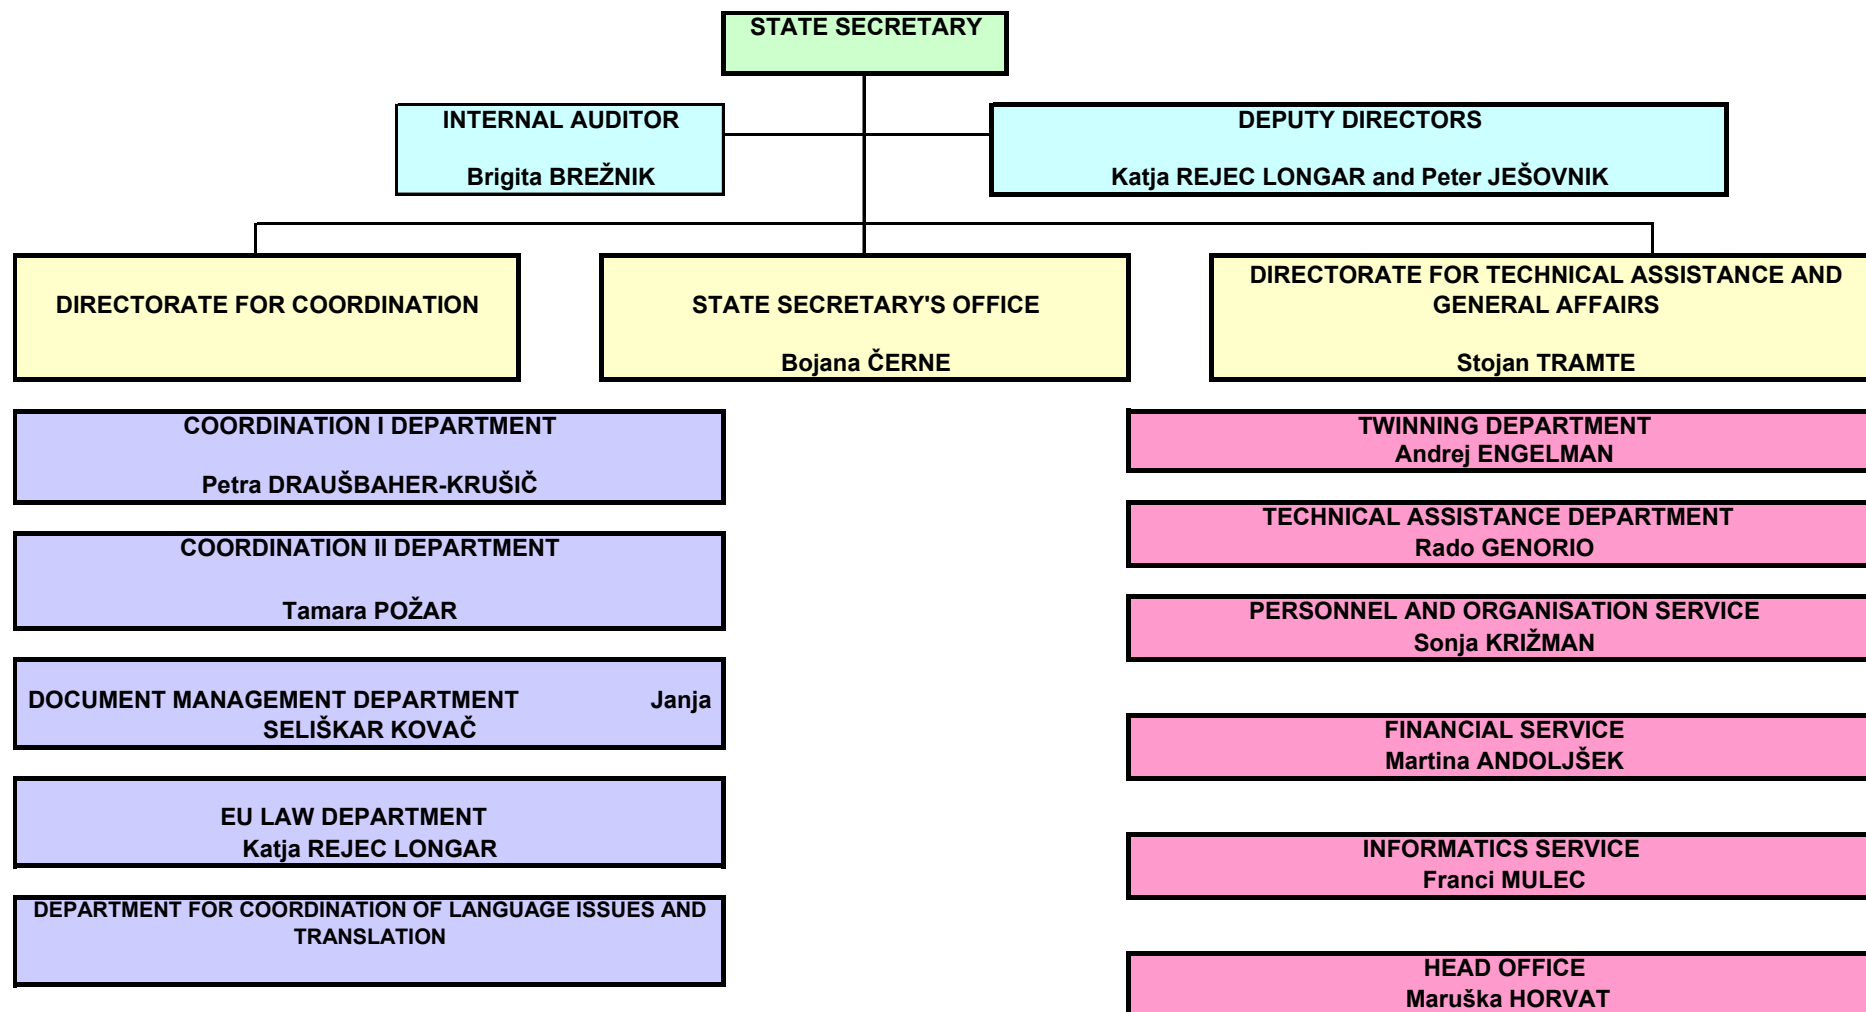 STATE SECRETARY
INTERNAL AUDITOR
Brigita BREŽNIK
DEPUTY DIRECTORS
Katja REJEC LONGAR and Peter JEŠOVNIK
DIRECTORATE FOR COORDINATION
STATE SECRETARY'S OFFICE
Bojana ČERNE
DIRECTORATE FOR TECHNICAL ASSISTANCE AND
GENERAL AFFAIRS
Stojan TRAMTE
COORDINATION I DEPARTMENT
Petra DRAUŠBAHER-KRUŠIČ
COORDINATION II DEPARTMENT
Tamara POŽAR
DOCUMENT MANAGEMENT DEPARTMENT Janja
SELIŠKAR KOVAČ
EU LAW DEPARTMENT
Katja REJEC LONGAR
DEPARTMENT FOR COORDINATION OF LANGUAGE ISSUES AND
TRANSLATION
TWINNING DEPARTMENT
Andrej ENGELMAN
TECHNICAL ASSISTANCE DEPARTMENT
Rado GENORIO
PERSONNEL AND ORGANISATION SERVICE
Sonja KRIŽMAN
FINANCIAL SERVICE
Martina ANDOLJŠEK
INFORMATICS SERVICE
Franci MULEC
HEAD OFFICE
Maruška HORVAT